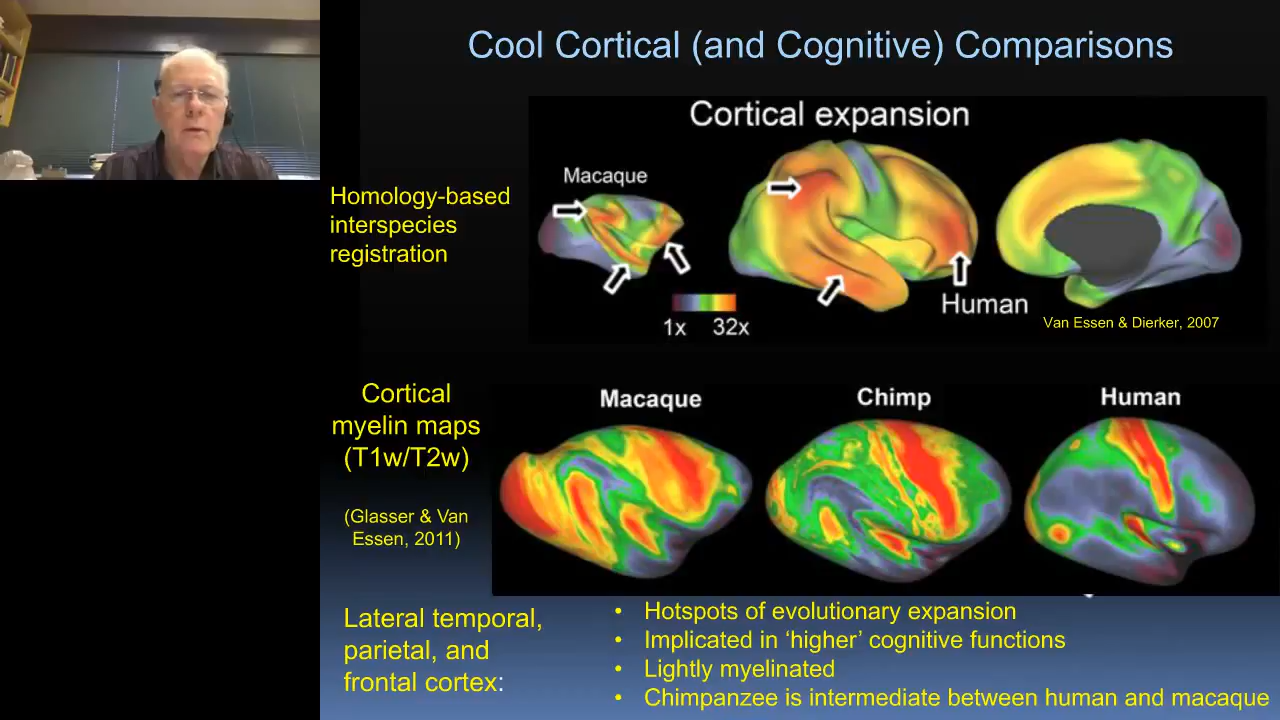 Cool Cortical (and Cognitive) Comparisons
Cortical expansion
Homology-based
interspecies
registration
Macaque
1x 32x
Human
Van Essen & Dierker, 2007
Cortical
myelin maps
(T1w/T2w)
(Glasser & Van
Essen, 2011)
Macaque
Chimp
Human
Lateral temporal,
parietal, and
frontal cortex:
• Hotspots of evolutionary expansion
• Implicated in ‘higher’ cognitive functions
• Lightly myelinated
• Chimpanzee is intermediate between human and macaque